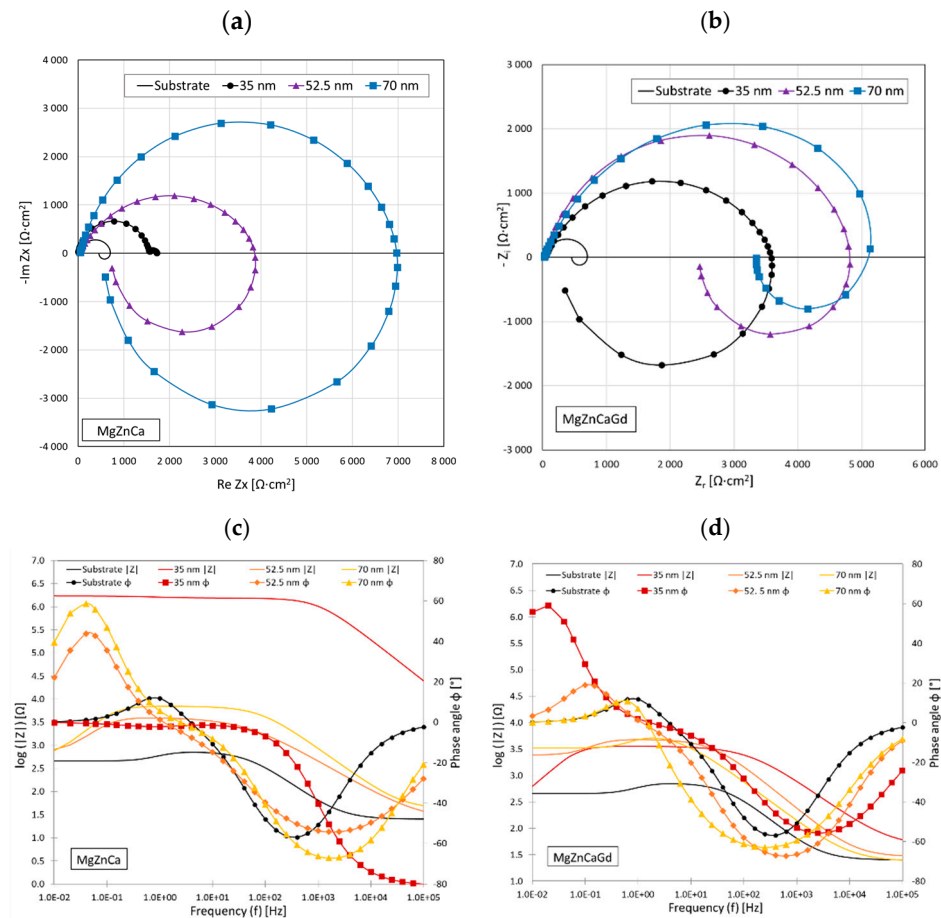 (a)
(b)
4 000
3 000
2 000
1 000
0
-1 000
-2 000
-3 000
-4 000
-Im Zx [Ω·cm²]
Substrate 35 nm 52.5 nm 70 nm
MgZnCa
0 1 000 2 000 3 000 4 000 5 000 6 000 7 000 8 000
Re Zx [Ω·cm²]
3 000
2 000
1 000
0
-1 000
-2 000
-3 000
- Zᵢ [Ω·cm²]
Substrate 35 nm 52.5 nm 70 nm
MgZnCaGd
0 1 000 2 000 3 000 4 000 5 000 6 000
Zᵣ [Ω·cm²]
(c)
(d)
Substrate |Z| 35 nm |Z| 52.5 nm |Z| 70 nm |Z|
Substrate ϕ 35 nm ϕ 52.5 nm ϕ 70 nm ϕ
7.0
6.5
6.0
5.5
5.0
4.5
4.0
3.5
3.0
2.5
2.0
1.5
1.0
0.5
0.0
log (|Z|) [Ω]
80
60
40
20
0
-20
-40
-60
-80
Phase angle ϕ [°]
MgZnCa
1.0E-02 1.0E-01 1.0E+00 1.0E+01 1.0E+02 1.0E+03 1.0E+04 1.0E+05
Frequency (f) [Hz]
Substrate |Z| 35 nm |Z| 52.5 nm |Z| 70 nm |Z|
Substrate ϕ 35 nm ϕ 52.5 nm ϕ 70 nm ϕ
7.0
6.5
6.0
5.5
5.0
4.5
4.0
3.5
3.0
2.5
2.0
1.5
1.0
log (|Z|) [Ω]
80
60
40
20
0
-20
-40
-60
-80
Phase angle ϕ [°]
MgZnCaGd
1.0E-02 1.0E-01 1.0E+00 1.0E+01 1.0E+02 1.0E+03 1.0E+04 1.0E+05
Frequency (f) [Hz]